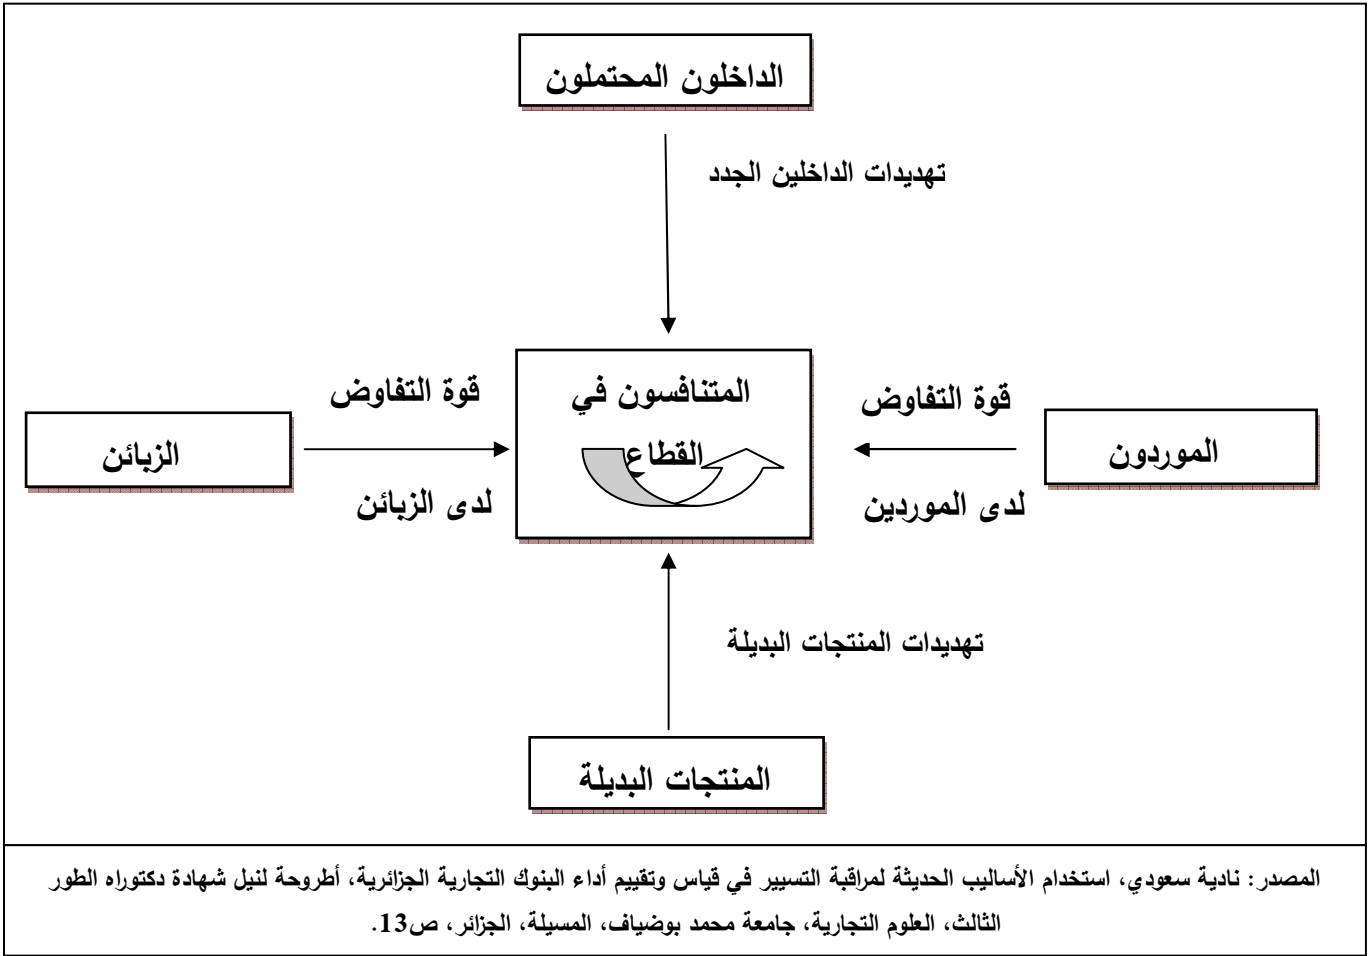 الداخلون المحتملون
تهديدات الداخلين الجدد
المتنافسون في
القطاع
قوة التفاوض
لدى الموردين
الموردون
قوة التفاوض
لدى الزبائن
الزبائن
تهديدات المنتجات البديلة
المنتجات البديلة
المصدر: نادية سعودي، استخدام الأساليب الحديثة لمراقبة التسيير في قياس وتقييم أداء البنوك التجارية الجزائرية، أطروحة لنيل شهادة دكتوراه الطور
الثالث، العلوم التجارية، جامعة محمد بوضياف، المسيلة، الجزائر، ص13.